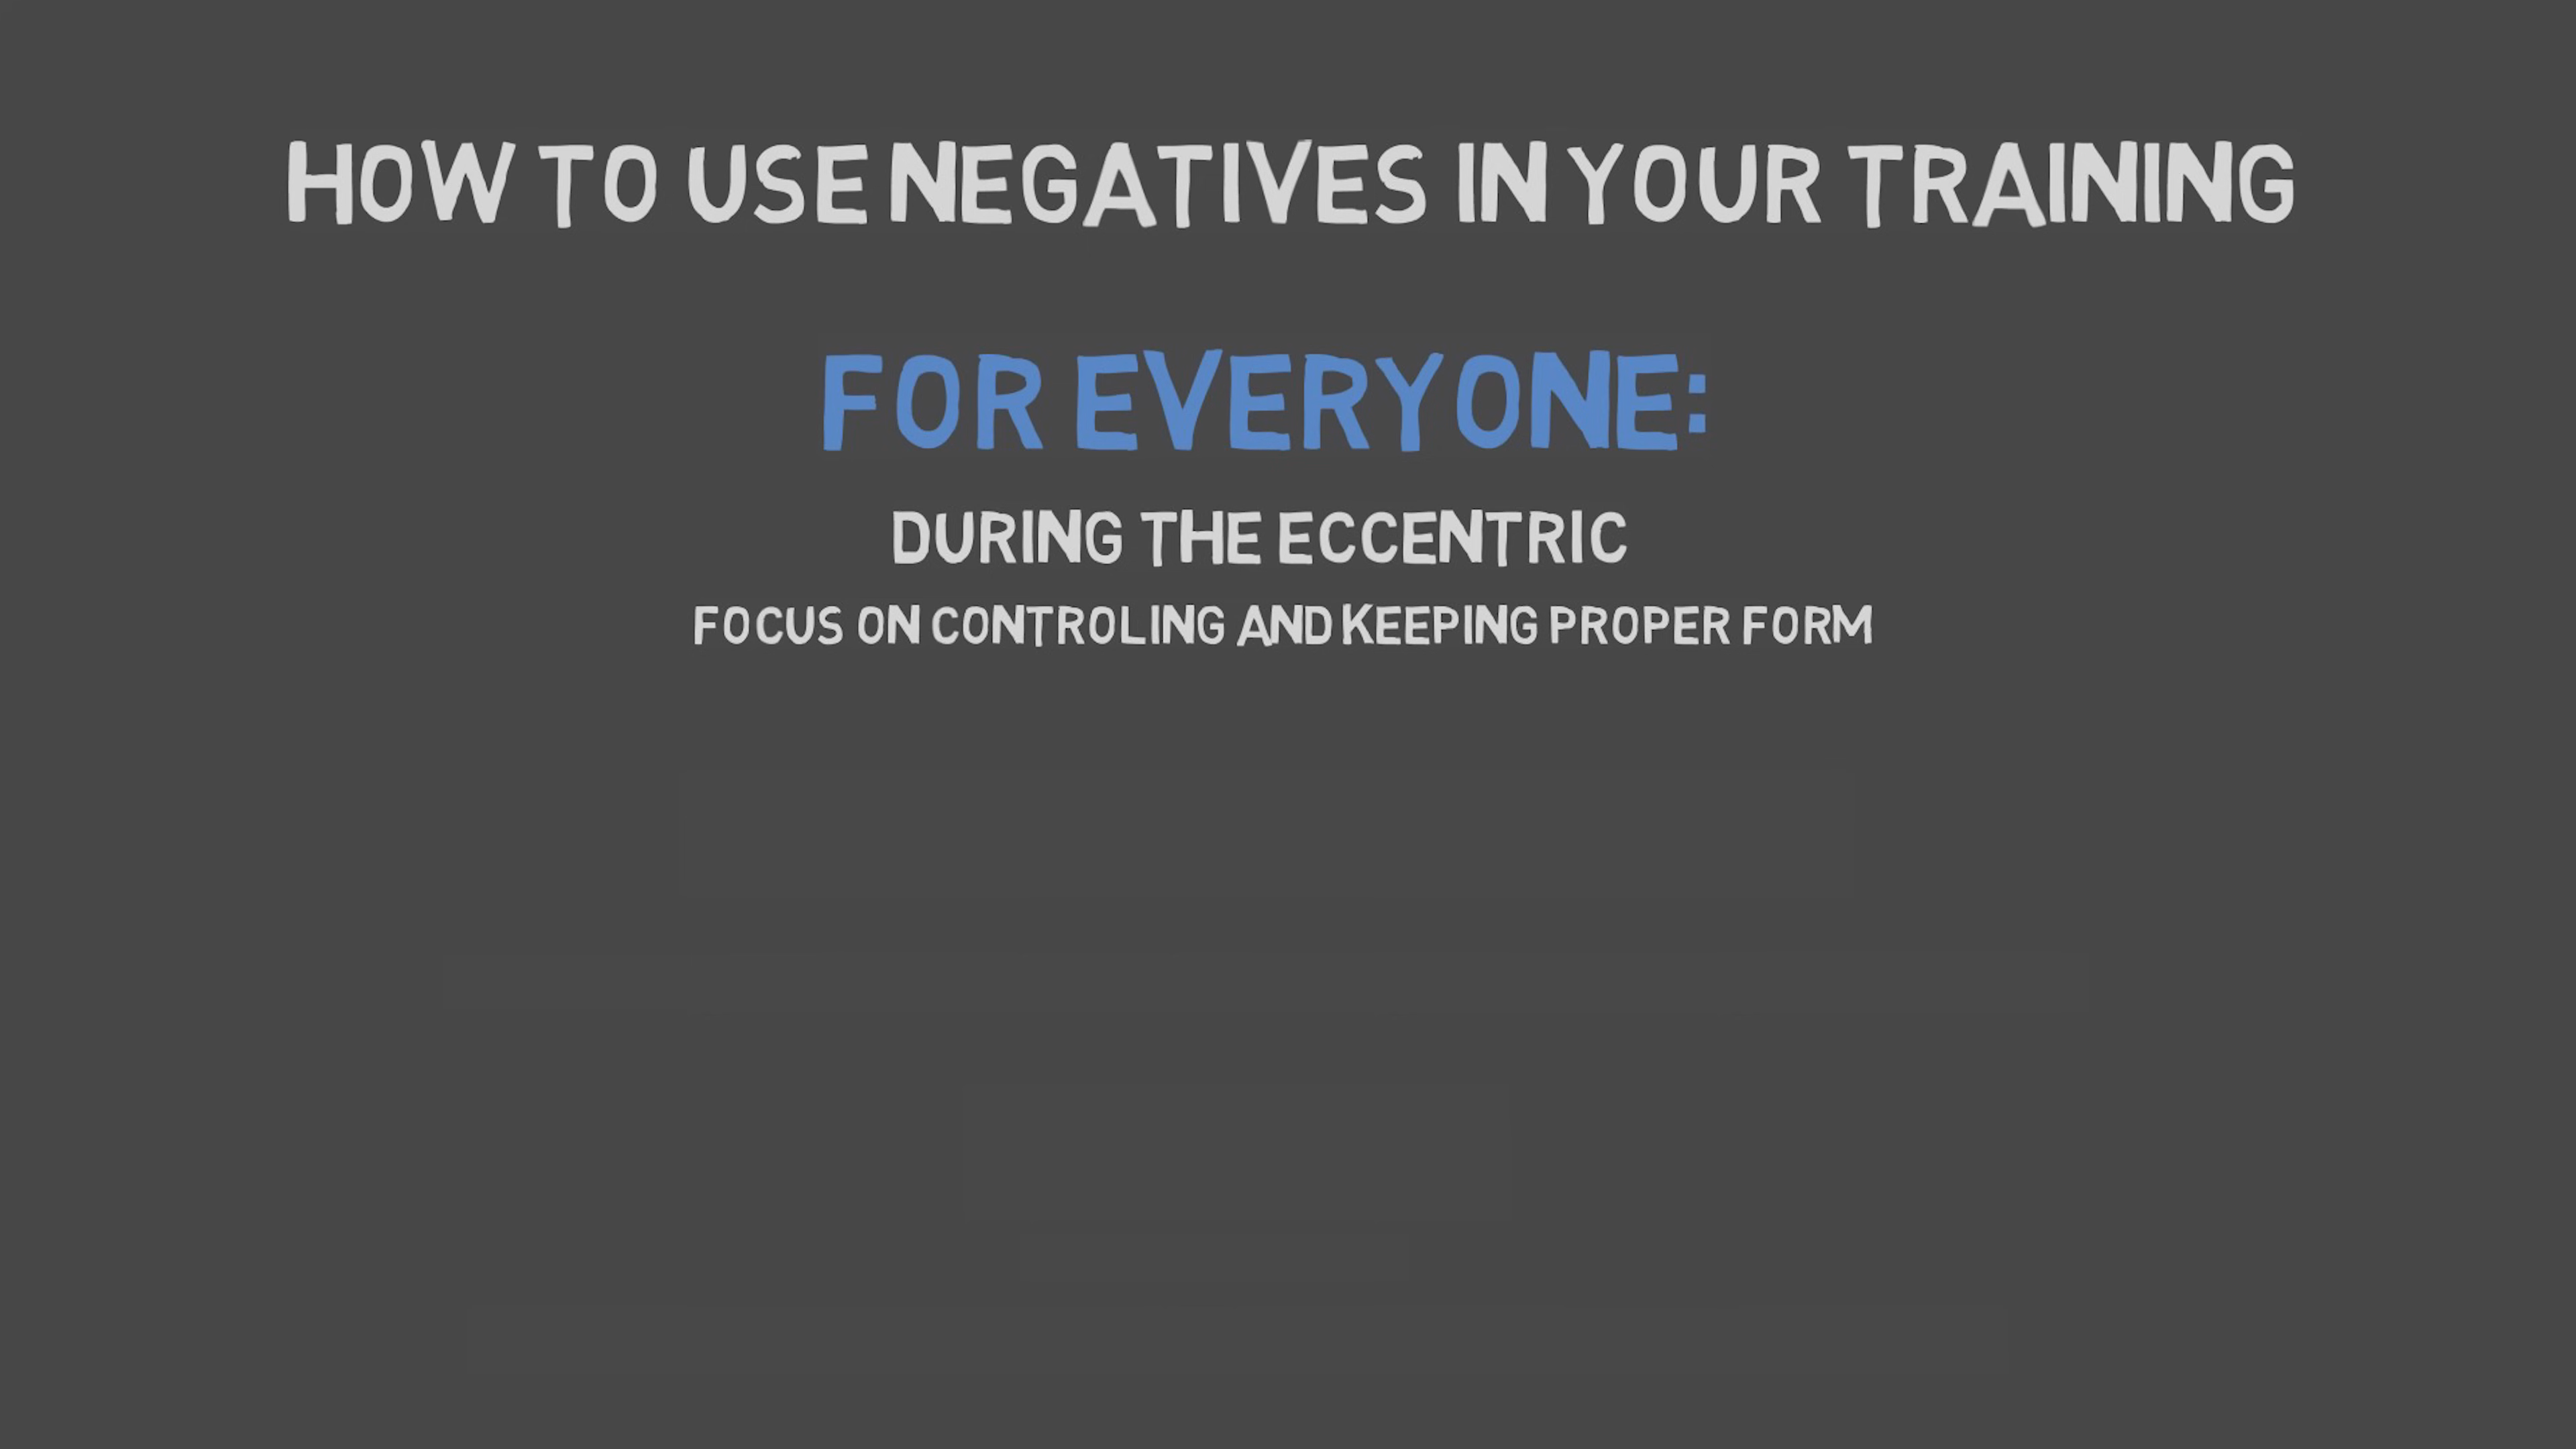 HOW TO USE NEGATIVES IN YOUR TRAINING
FOR EVERYONE:
DURING THE ECCENTRIC
FOCUS ON CONTROLING AND KEEPING PROPER FORM